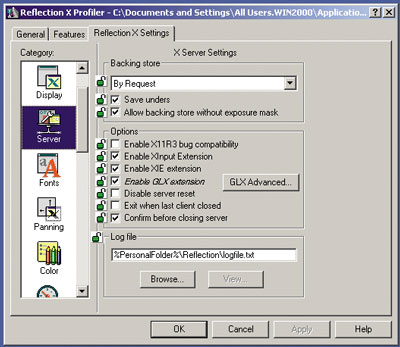 Reflection X Profiler - C:\Documents and Settings\All Users.WIN2000\Applicatio...
General Features Reflection X Settings
Category:
X Server Settings
Display
Server
Fonts
Panning
Color
Backing store
By Request
Save unders
Allow backing store without exposure mask
Options
Enable X11R3 bug compatibility
Enable XInput Extension
Enable XIE extension
Enable GLX extension
GLX Advanced...
Disable server reset
Exit when last client closed
Confirm before closing server
Log file
%PersonalFolder%\Reflection\logfile.txt
Browse... View...
OK Cancel Apply Help